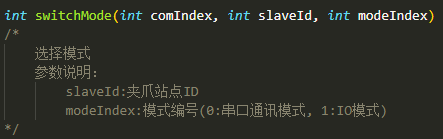 int switchMode(int comIndex, int slaveId, int modeIndex)
/*
选择模式
参数说明:
slaveId:夹爪站点ID
modeIndex:模式编号(0:串口通讯模式, 1:IO模式)
*/